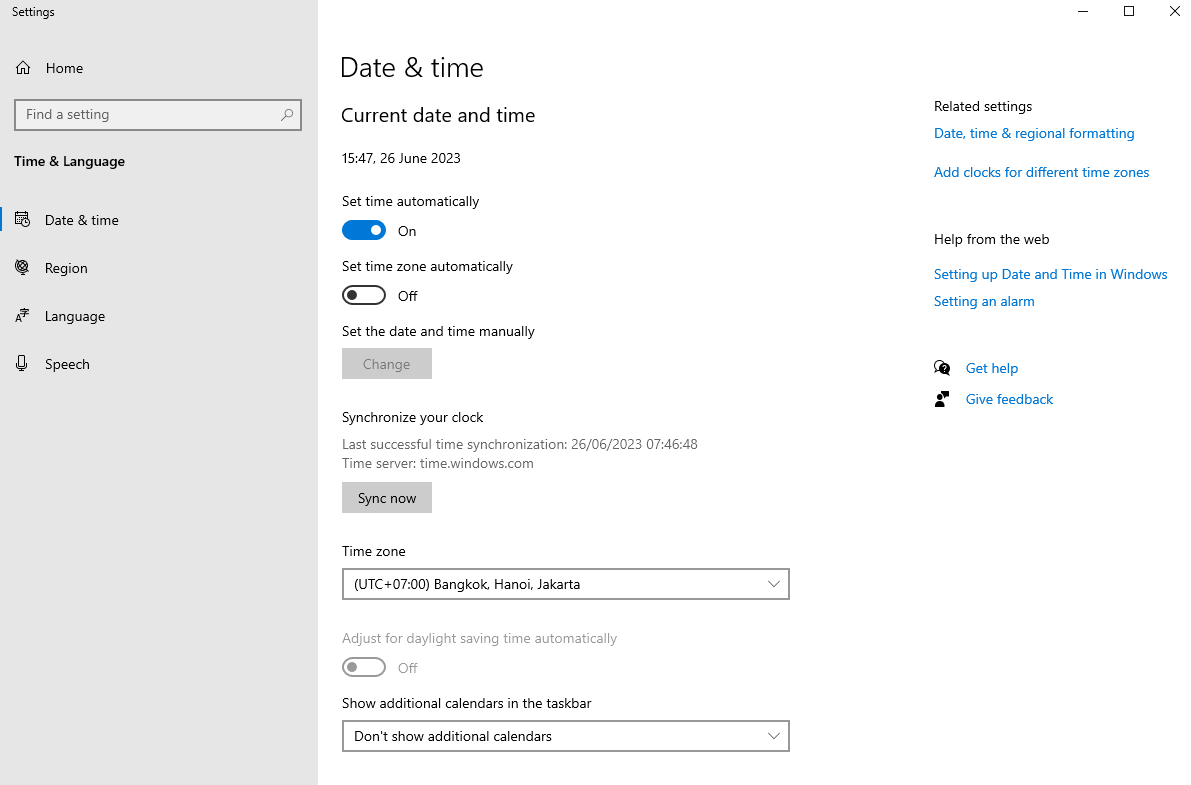 Settings
Home
Find a setting
Time & Language
Date & time
Region
Language
Speech
Date & time
Current date and time
15:47, 26 June 2023
Set time automatically
On
Set time zone automatically
Off
Set the date and time manually
Change
Synchronize your clock
Last successful time synchronization: 26/06/2023 07:46:48
Time server: time.windows.com
Sync now
Time zone
(UTC+07:00) Bangkok, Hanoi, Jakarta
Adjust for daylight saving time automatically
Off
Show additional calendars in the taskbar
Don't show additional calendars
Related settings
Date, time & regional formatting
Add clocks for different time zones
Help from the web
Setting up Date and Time in Windows
Setting an alarm
Get help
Give feedback